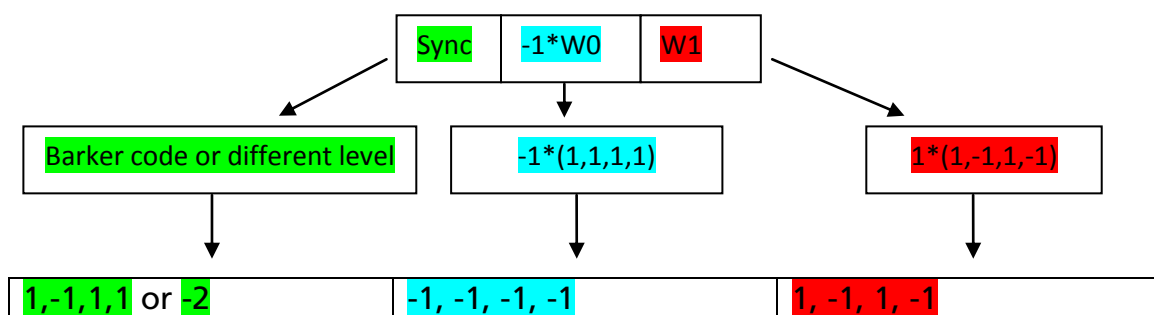 Sync -1*W0 W1
Barker code or different level -1*(1,1,1,1) 1*(1,-1,1,-1)
1,-1,1,1 or -2 -1, -1, -1, -1 1, -1, 1, -1